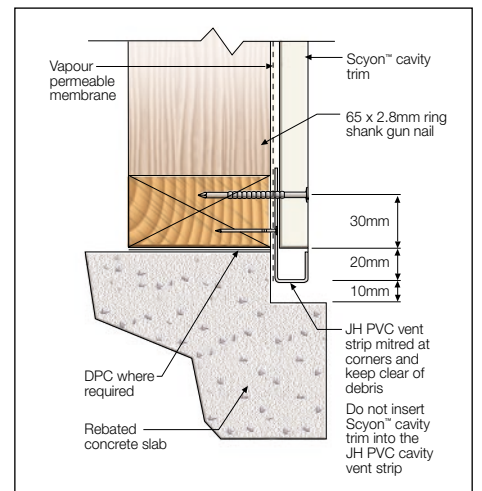 Vapour
permeable
membrane
Scyon™ cavity
trim
65 x 2.8mm ring
shank gun nail
30mm
20mm
10mm
JH PVC vent
strip mitred at
corners and
keep clear of
debris
Do not insert
Scyon™ cavity
trim into the
JH PVC cavity
vent strip
DPC where
required
Rebated
concrete slab